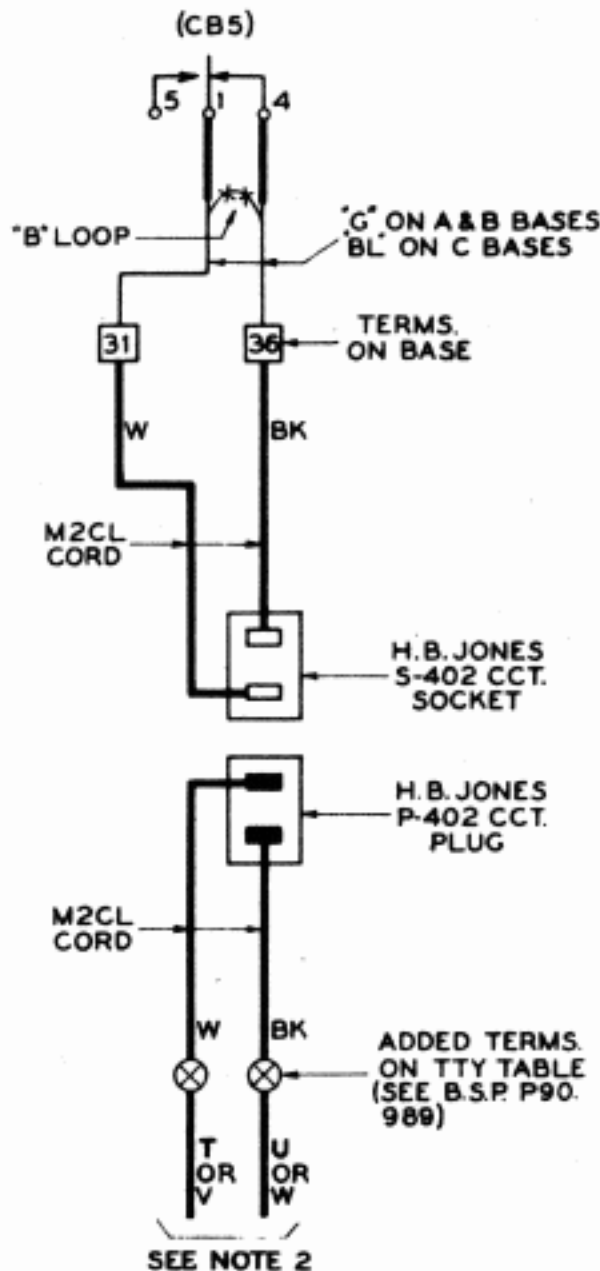 (CB5)
5 1 4
"B" LOOP
"G" ON A & B BASES
"BL" ON C BASES
31
36
TERMS.
ON BASE
W
BK
M2CL
CORD
H.B. JONES
S-402 CCT.
SOCKET
H.B. JONES
P-402 CCT.
PLUG
M2CL
CORD
W
BK
ADDED TERMS.
ON TTY TABLE
(SEE B.S.P. P90.
989)
T
OR
V
U
OR
W
SEE NOTE 2